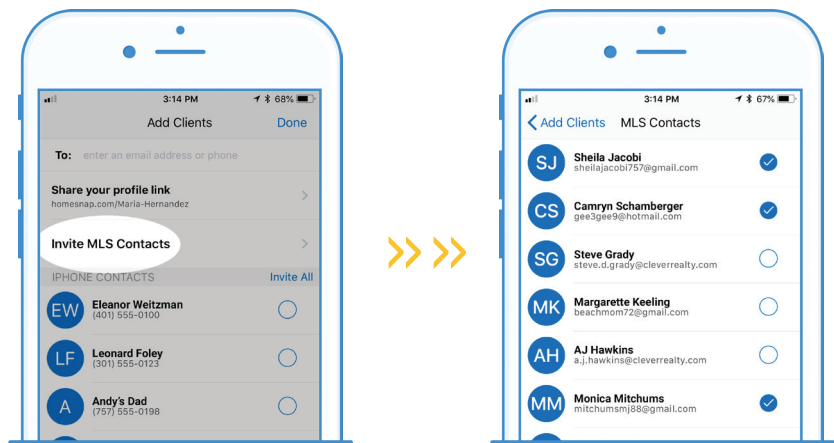 3:14 PM
68%
Add Clients
Done
To: enter an email address or phone
Share your profile link
homesnap.com/Maria-Hernandez
Invite MLS Contacts
IPHONE CONTACTS
Invite All
EW
Eleanor Weitzman
(401) 555-0100
LF
Leonard Foley
(301) 555-0123
A
Andy's Dad
(757) 555-0198
3:14 PM
67%
Add Clients
MLS Contacts
SJ
Sheila Jacobi
sheilajacobi757@gmail.com
CS
Camryn Schamberger
gee3gee9@hotmail.com
SG
Steve Grady
steve.d.grady@cleverrealty.com
MK
Margarette Keeling
beachmom72@gmail.com
AH
AJ Hawkins
a.j.hawkins@cleverrealty.com
MM
Monica Mitchums
mitchumsmj88@gmail.com